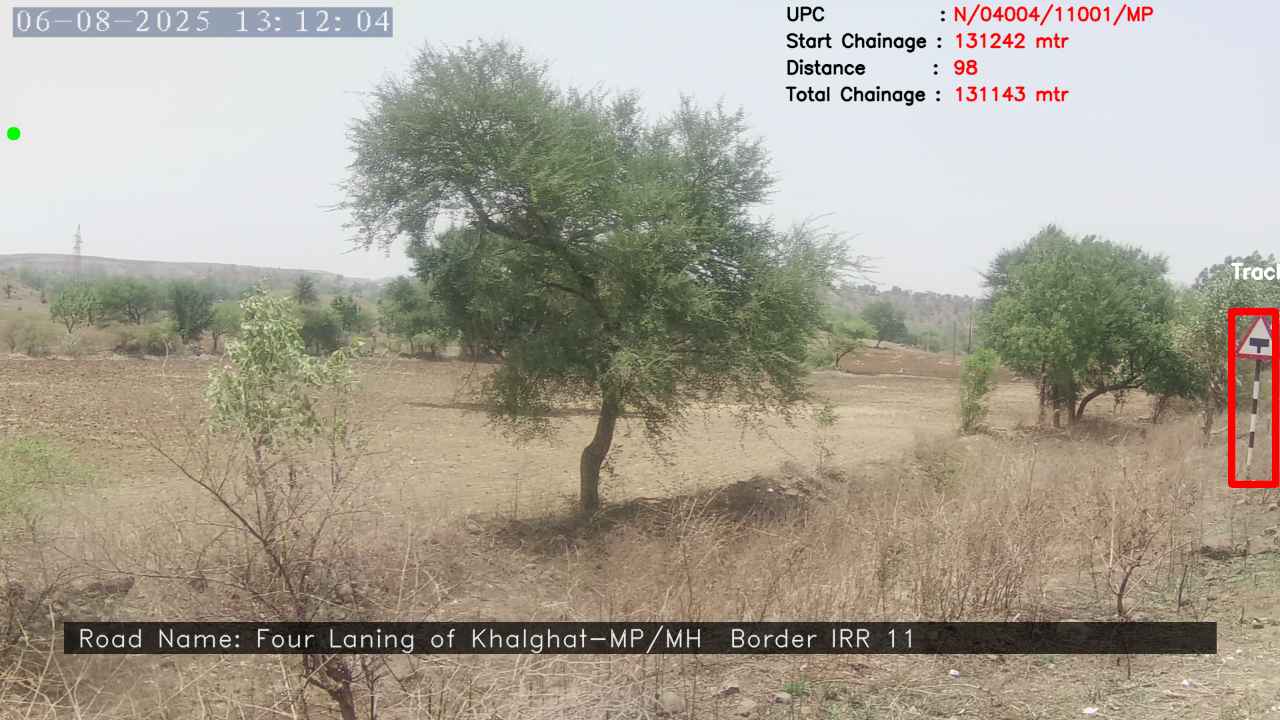 06-08-2025 13:12:04
UPC : N/04004/11001/MP
Start Chainage : 131242 mtr
Distance : 98
Total Chainage : 131143 mtr
Trac
Road Name: Four Laning of Khalghat-MP/MH Border IRR 11